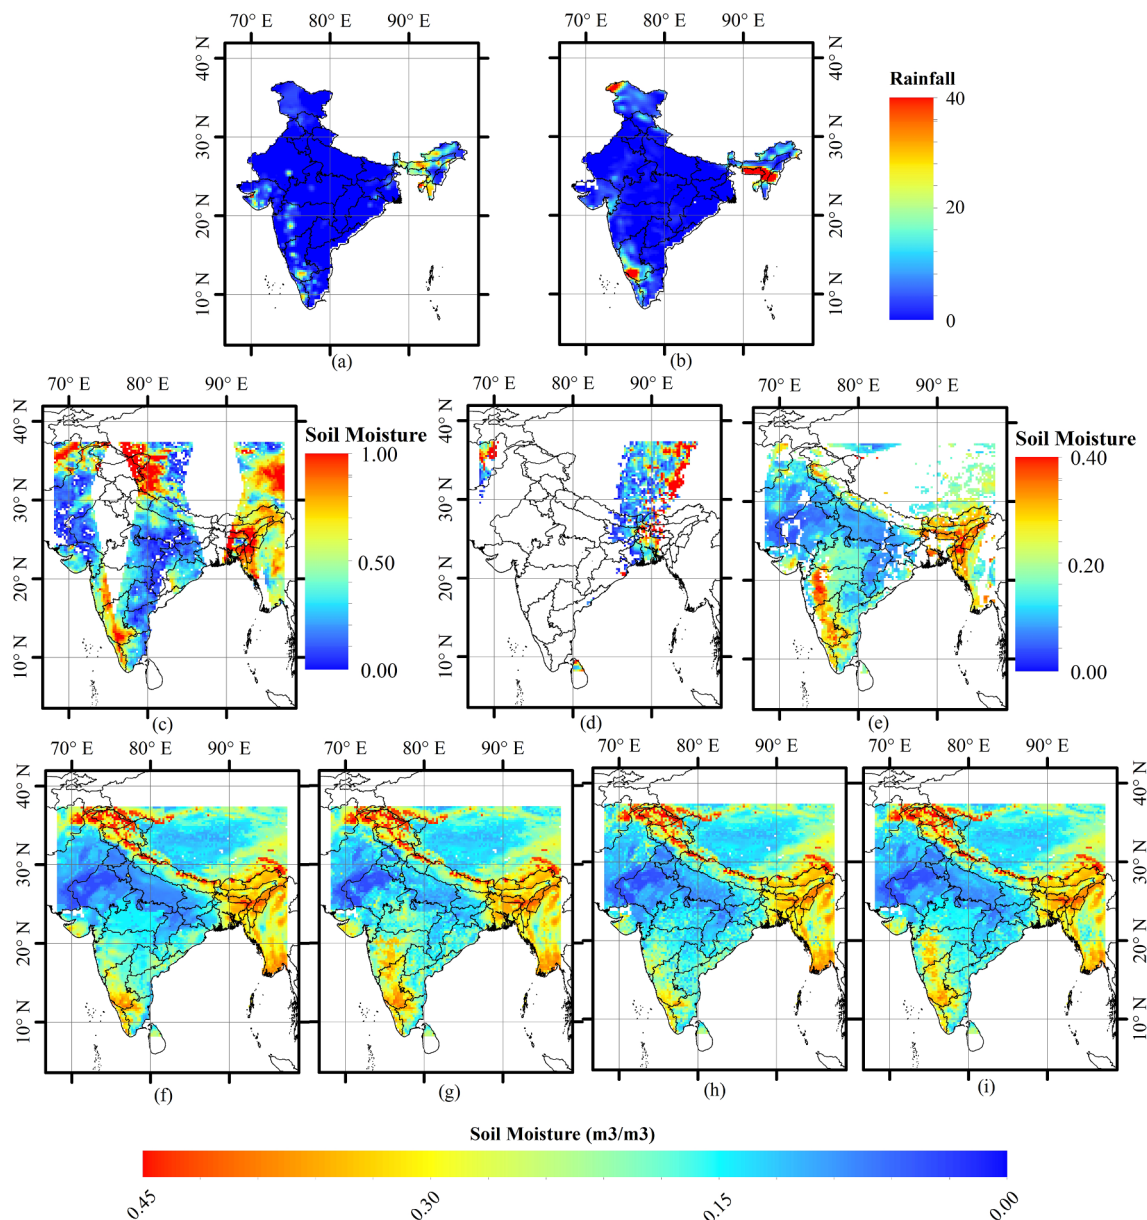 70° E 80° E 90° E 70° E 80° E 90° E
40° N 30° N 20° N 10° N
40° N 30° N 20° N 10° N
Rainfall
40
20
0
(a) (b)
70° E 80° E 90° E 70° E 80° E 90° E 70° E 80° E 90° E
40° N 30° N 20° N 10° N
Soil Moisture
1.00
0.50
0.00
40° N 30° N 20° N 10° N
Soil Moisture
0.40
0.20
0.00
(c) (d) (e)
70° E 80° E 90° E 70° E 80° E 90° E 70° E 80° E 90° E 70° E 80° E 90° E
40° N 30° N 20° N 10° N
40° N 30° N 20° N 10° N
(f) (g) (h) (i)
Soil Moisture (m3/m3)
0.45 0.30 0.15 0.00